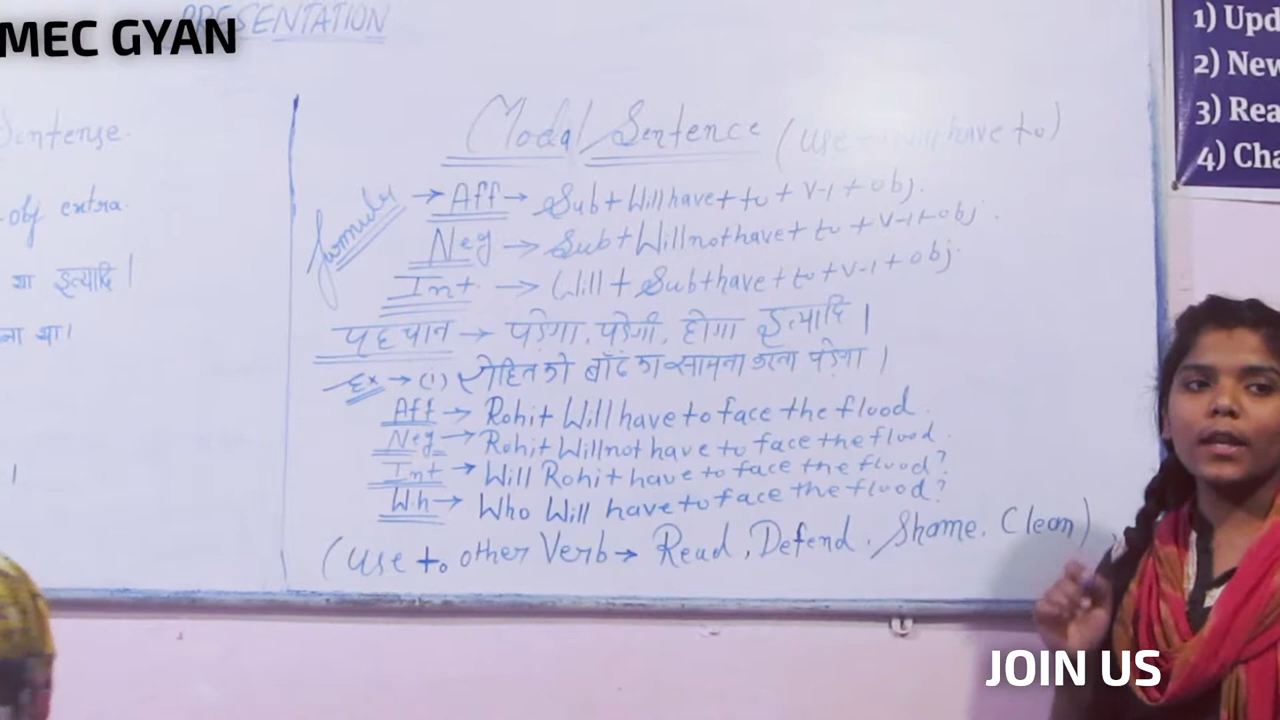 MEC GYAN
PRESENTATION
Sentense.
obj extra.
था इत्यादि |
ना था।
|
Modal Sentence (Use - Will have to)
formula → Aff → Sub + Will have + to + V-1 + obj.
Neg → Sub + Will not have + to + V-1 + obj.
Int → Will + Sub + have + to + V-1 + obj.
पहचान → पड़ेगा, पड़ेगी, होगा इत्यादि |
Ex → (1) रोहित को बाँढ का सामना करना पड़ेगा |
Aff → Rohit Will have to face the flood.
Neg → Rohit Will not have to face the flood.
Int → Will Rohit have to face the flood?
Wh → Who Will have to face the flood?
(Use to other Verb → Read, Defend, Shame, Clean)
1) Upd
2) New
3) Rea
4) Cha
JOIN US